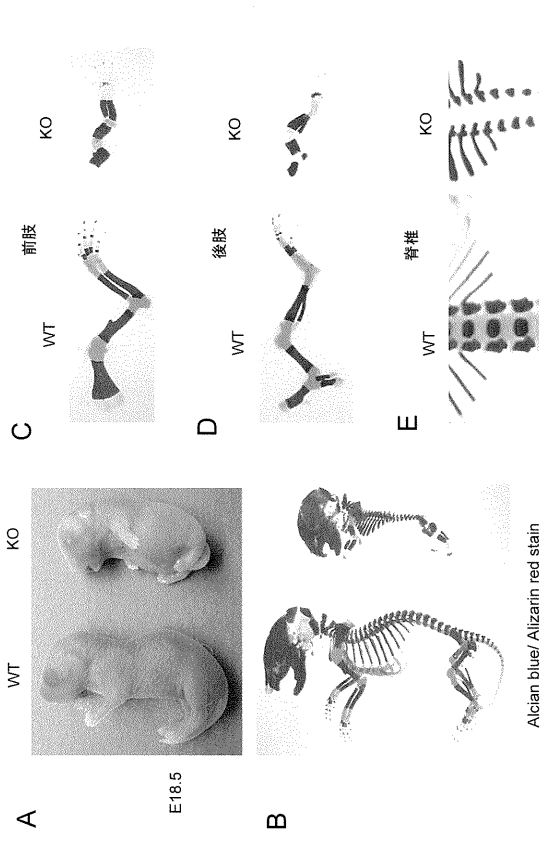 A
WT
KO
E18.5
B
Alcian blue/ Alizarin red stain
C
前肢
WT
KO
D
後肢
WT
KO
E
脊椎
WT
KO